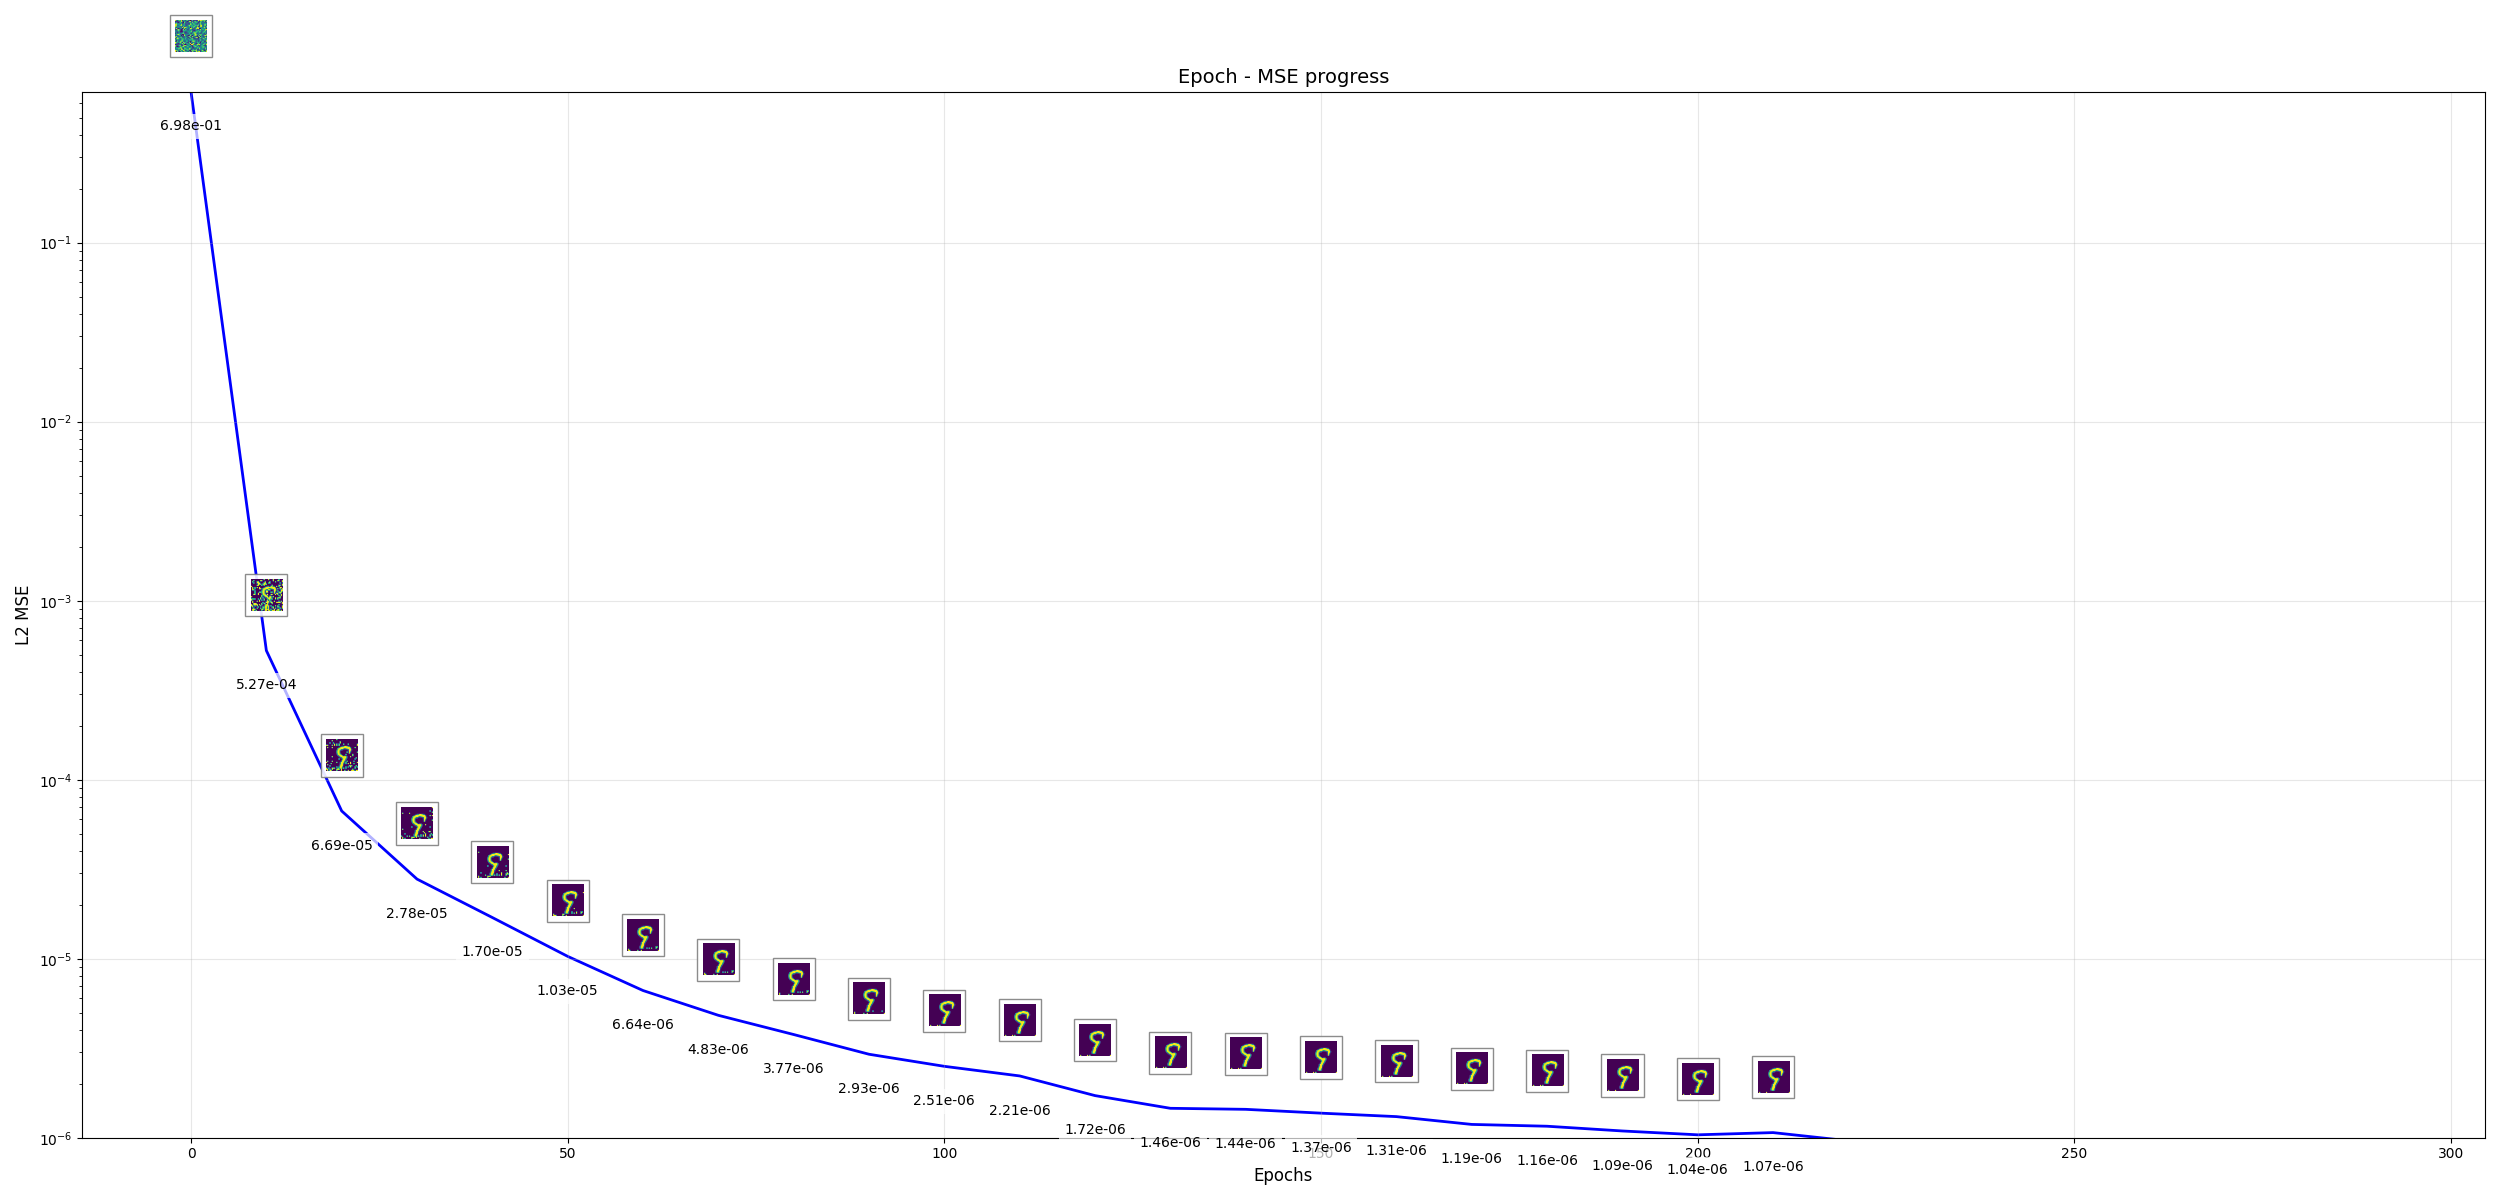 Epoch - MSE progress
6.98e-01
10⁻¹
10⁻²
10⁻³
L2 MSE
5.27e-04
10⁻⁴
6.69e-05
2.78e-05
1.70e-05
10⁻⁵
1.03e-05
6.64e-06
4.83e-06
3.77e-06
2.93e-06
2.51e-06
2.21e-06
1.72e-06
10⁻⁶
1.46e-06
1.44e-06
1.37e-06
1.31e-06
1.19e-06
1.16e-06
1.09e-06
1.04e-06
1.07e-06
0 50 100 150 200 250 300
Epochs